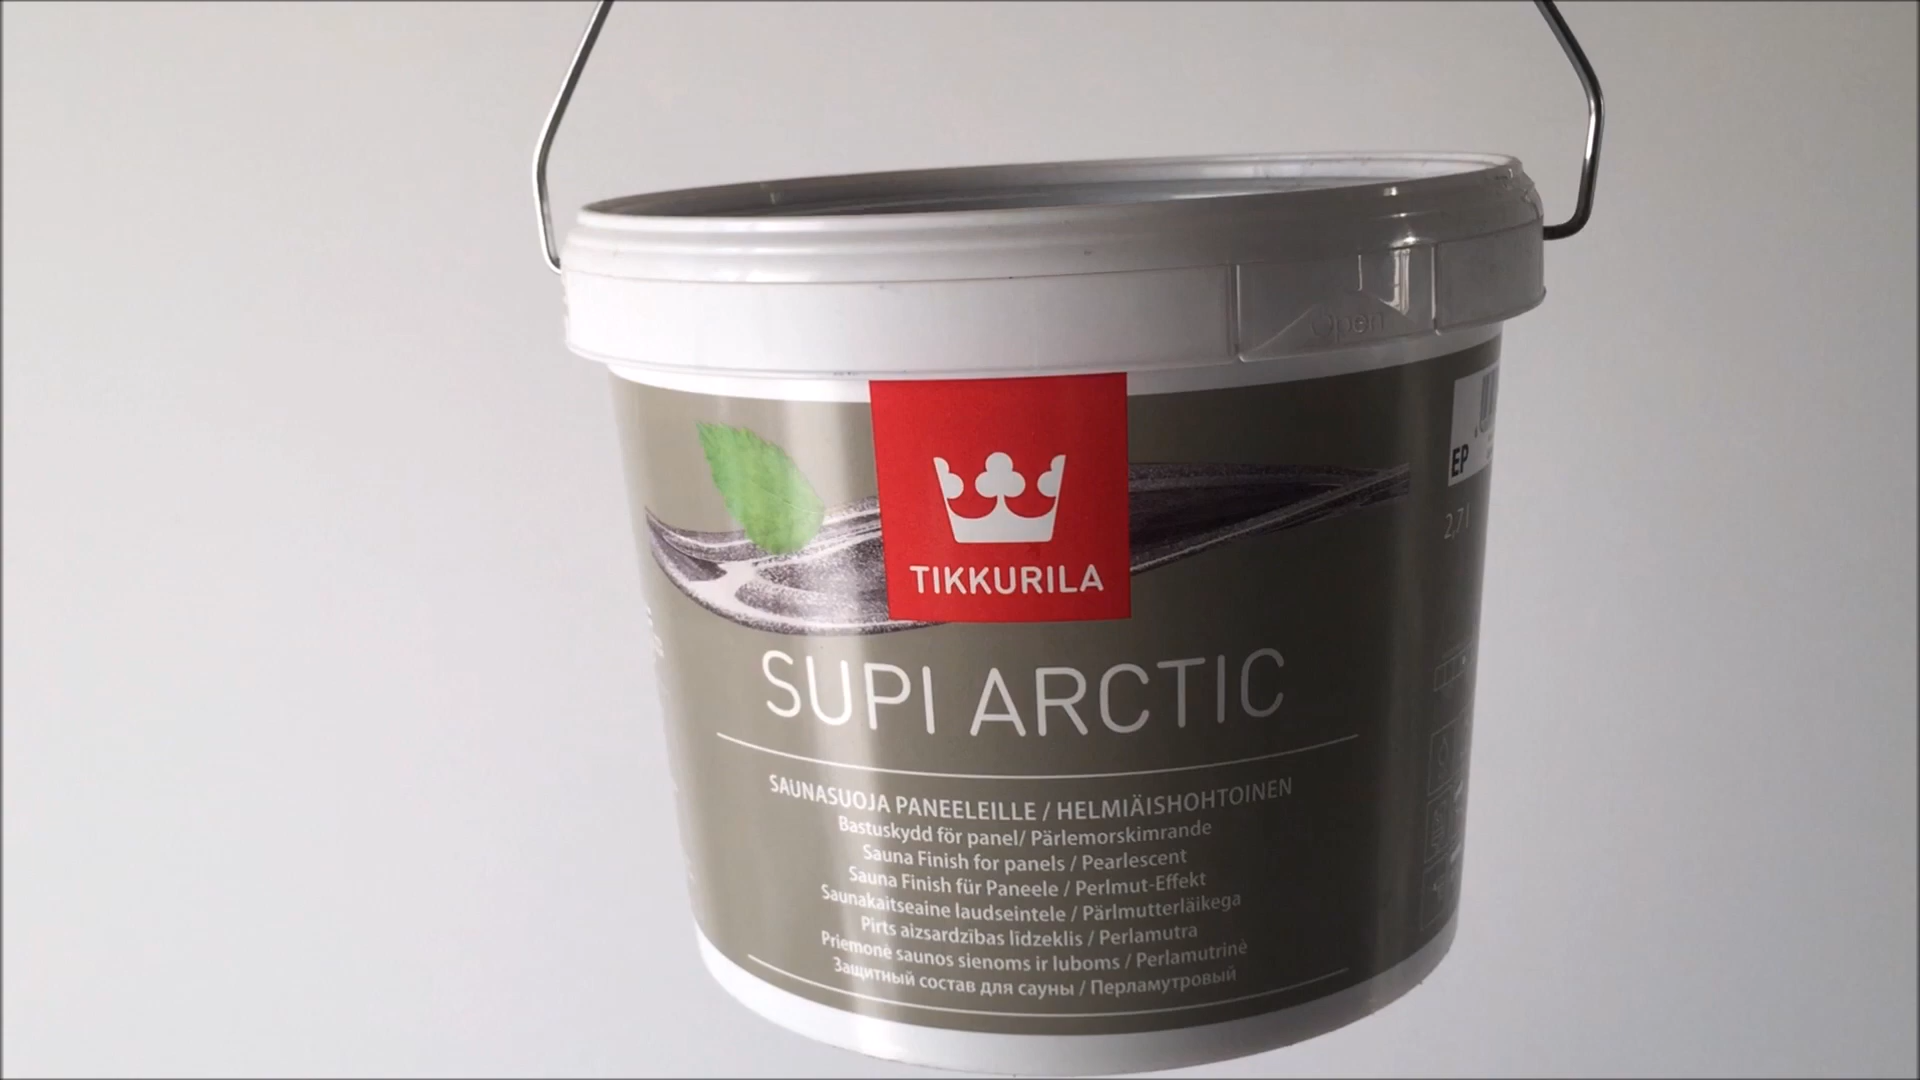 Open
EP
2,7 l
TIKKURILA
SUPI ARCTIC
SAUNASUOJA PANEELEILLE / HELMIÄISHOHTOINEN
Bastuskydd för panel/ Pärlemorskimrande
Sauna Finish for panels / Pearlescent
Sauna Finish für Paneele / Perlmut-Effekt
Saunakaitseaine laudseintele / Pärlmutterläikega
Pirts aizsardzības līdzeklis / Perlamutra
Priemonė saunos sienoms ir luboms / Perlamutrinė
Защитный состав для сауны / Перламутровый